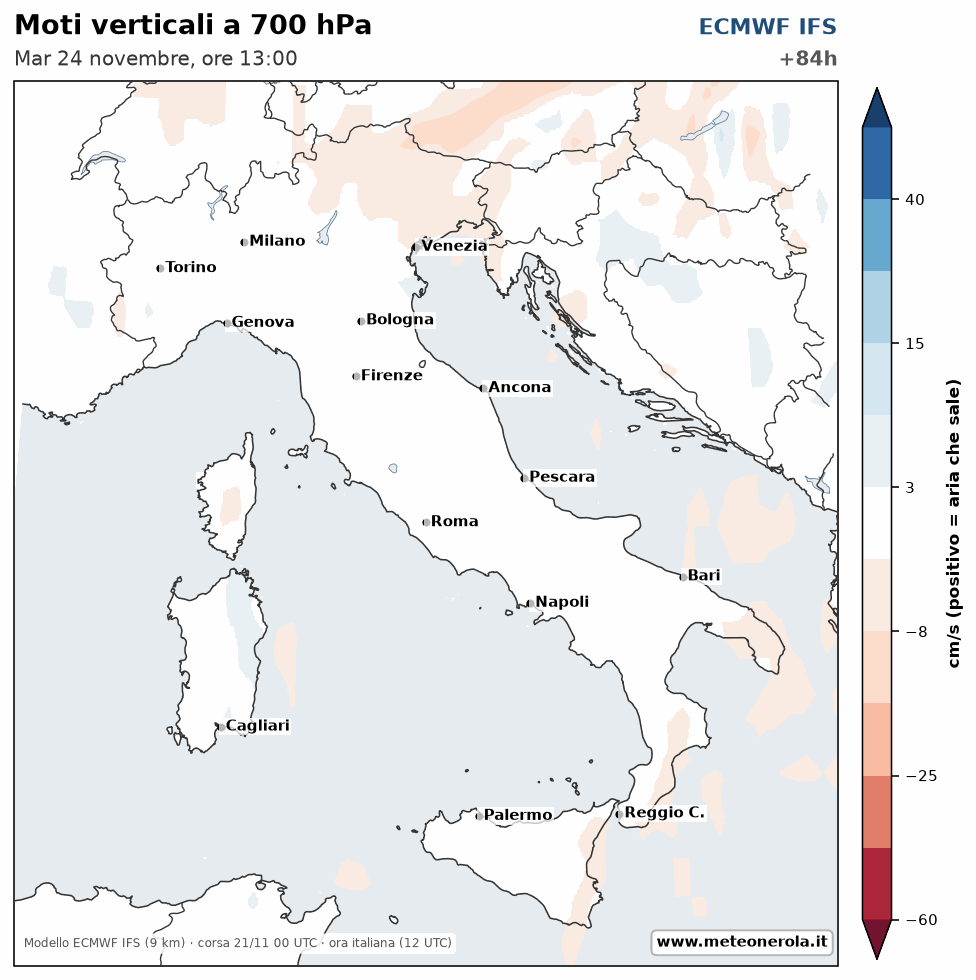 Moti verticali a 700 hPa
ECMWF IFS
Mar 24 novembre, ore 13:00
+84h
Milano
Venezia
Torino
Genova
Bologna
Firenze
Ancona
Pescara
Roma
Bari
Napoli
Cagliari
Palermo
Reggio C.
40
15
3
−8
−25
−60
cm/s (positivo = aria che sale)
Modello ECMWF IFS (9 km) · corsa 21/11 00 UTC · ora italiana (12 UTC)
www.meteonerola.it